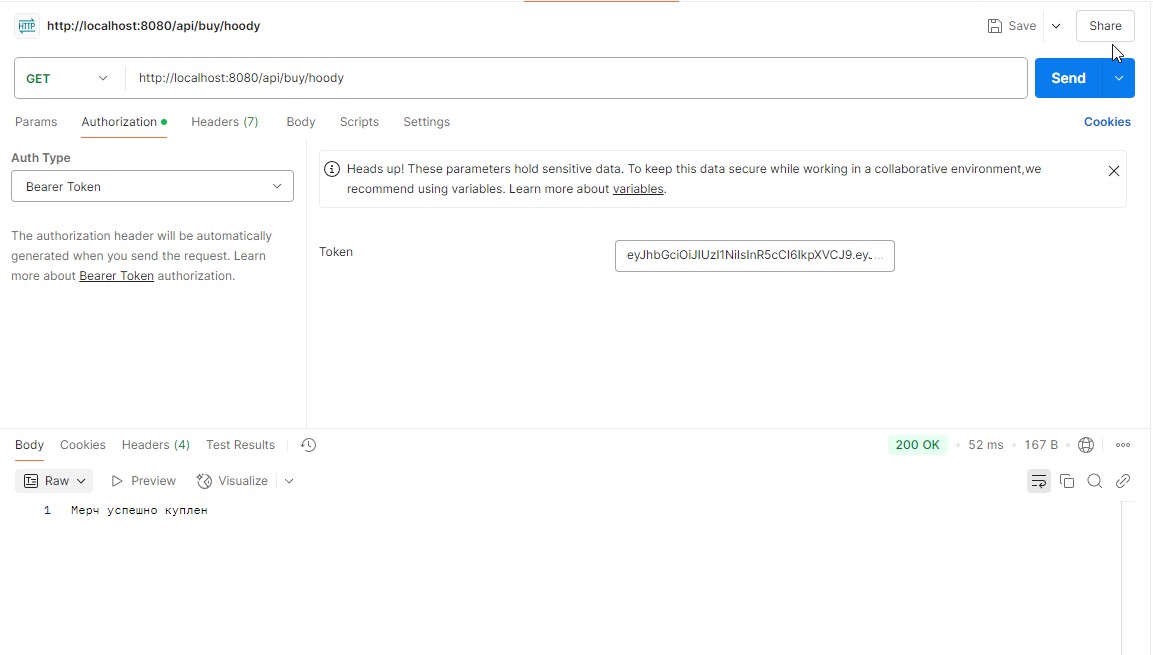 HTTP http://localhost:8080/api/buy/hoody Save Share
GET http://localhost:8080/api/buy/hoody Send
Params Authorization Headers (7) Body Scripts Settings Cookies
Auth Type
Bearer Token
The authorization header will be automatically
generated when you send the request. Learn
more about Bearer Token authorization.
Heads up! These parameters hold sensitive data. To keep this data secure while working in a collaborative environment,we
recommend using variables. Learn more about variables.
Token eyJhbGciOiJIUzI1NiIsInR5cCI6IkpXVCJ9.eyJ...
Body Cookies Headers (4) Test Results 200 OK • 52 ms • 167 B •
Raw Preview Visualize
1 Мерч успешно куплен